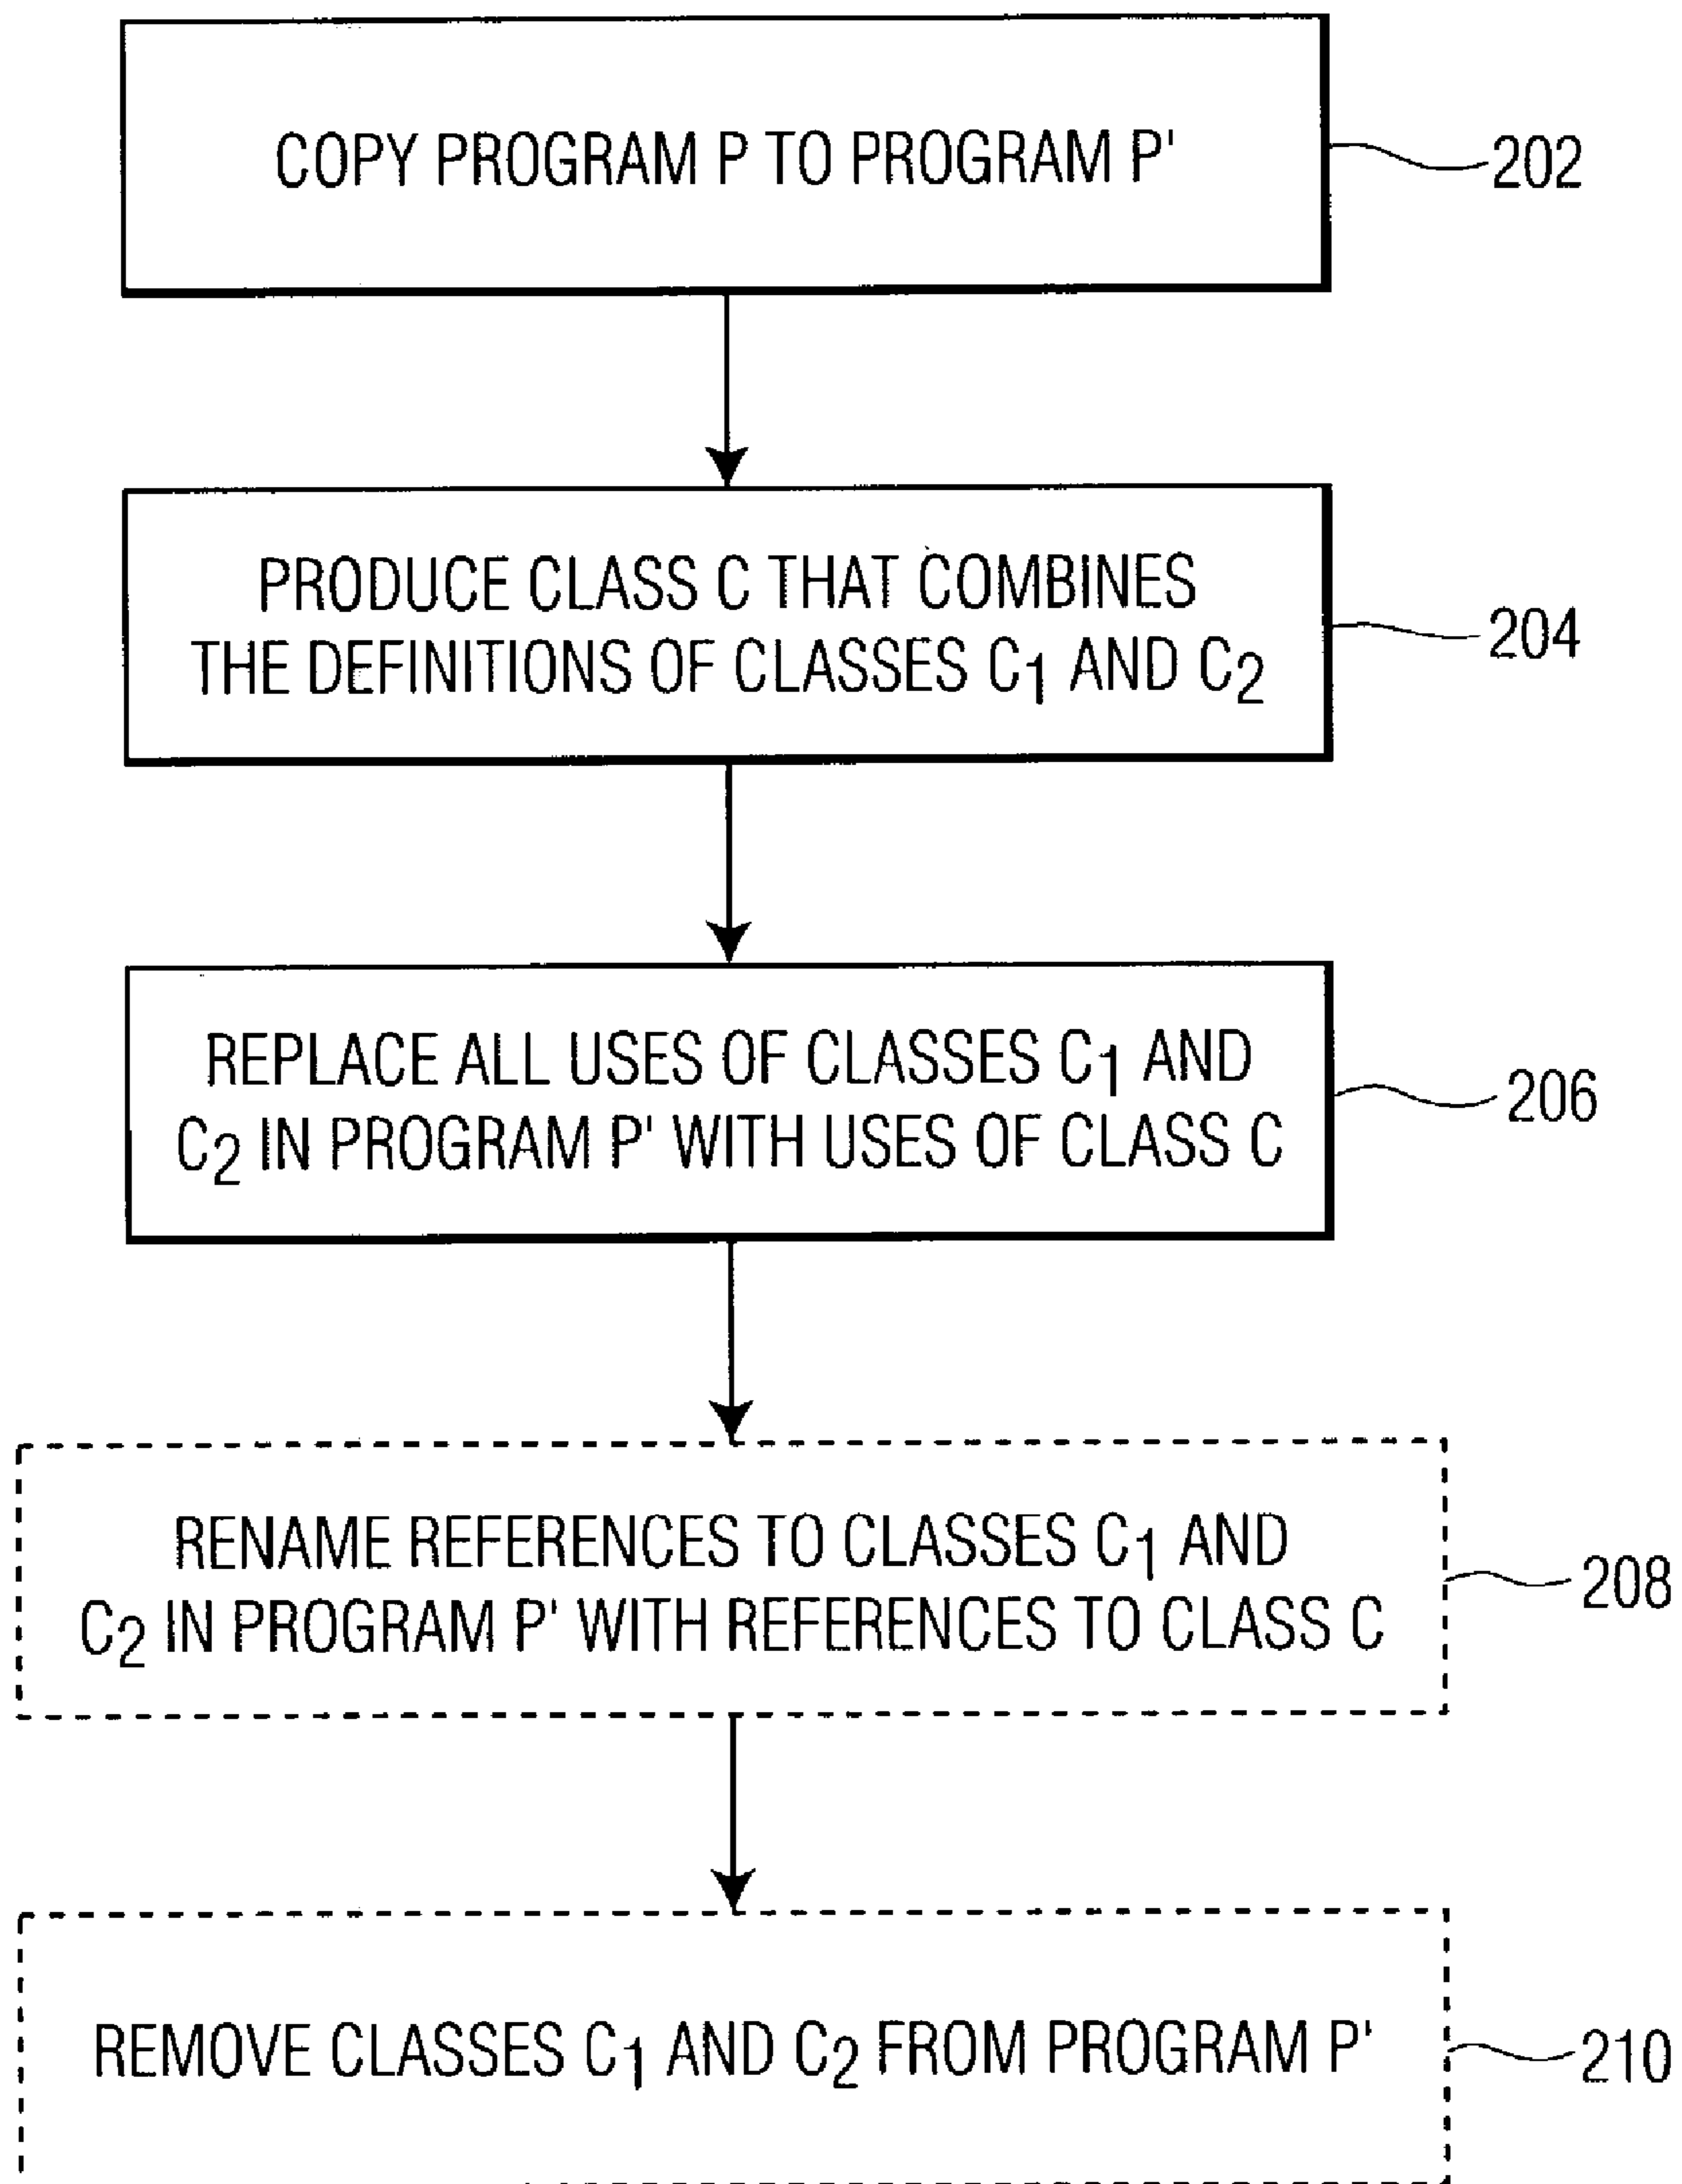 COPY PROGRAM P TO PROGRAM P'
202
PRODUCE CLASS C THAT COMBINES
THE DEFINITIONS OF CLASSES C1 AND C2
204
REPLACE ALL USES OF CLASSES C1 AND
C2 IN PROGRAM P' WITH USES OF CLASS C
206
RENAME REFERENCES TO CLASSES C1 AND
C2 IN PROGRAM P' WITH REFERENCES TO CLASS C
208
REMOVE CLASSES C1 AND C2 FROM PROGRAM P'
210